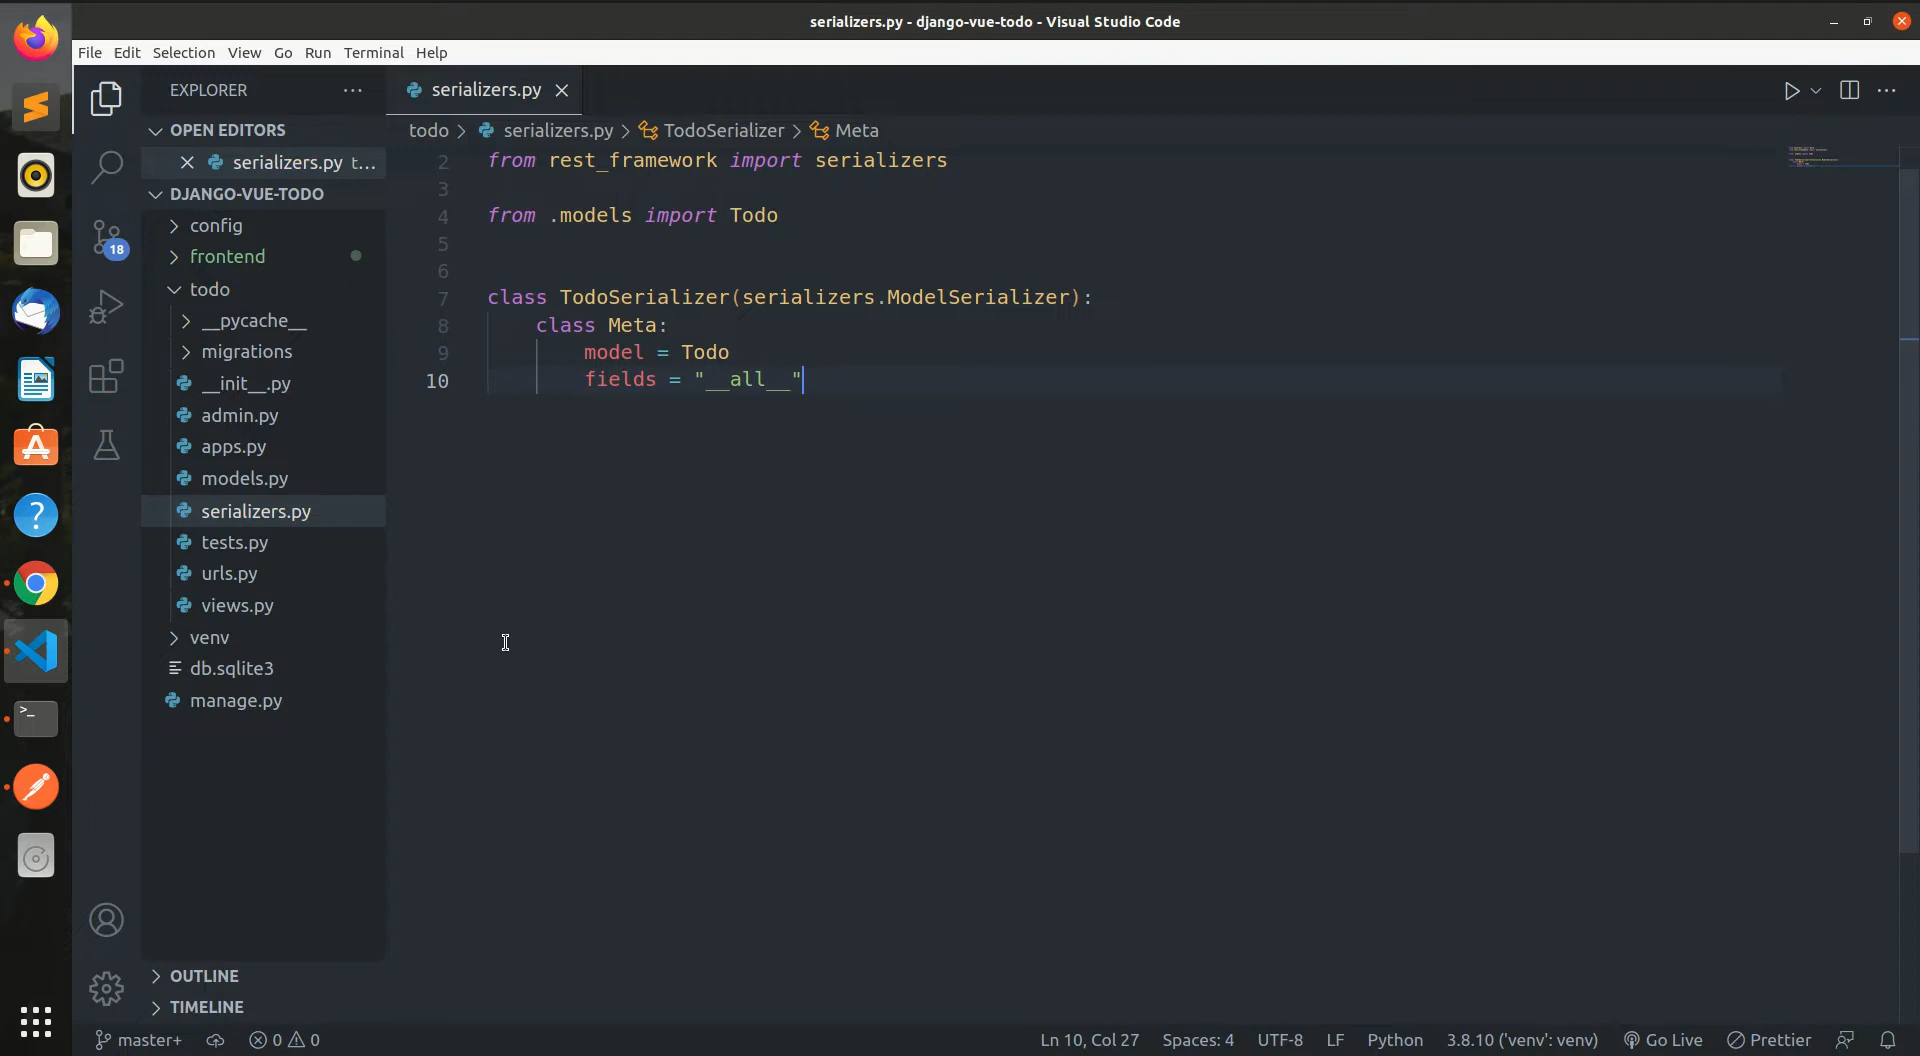 serializers.py - django-vue-todo - Visual Studio Code
File Edit Selection View Go Run Terminal Help
EXPLORER
OPEN EDITORS
serializers.py t...
DJANGO-VUE-TODO
config
frontend
todo
__pycache__
migrations
__init__.py
admin.py
apps.py
models.py
serializers.py
tests.py
urls.py
views.py
venv
db.sqlite3
manage.py
OUTLINE
TIMELINE
18
serializers.py
todo > serializers.py > TodoSerializer > Meta
2 from rest_framework import serializers
3
4 from .models import Todo
5
6
7 class TodoSerializer(serializers.ModelSerializer):
8 class Meta:
9 model = Todo
10 fields = "__all__"
master+ 0 0 Ln 10, Col 27 Spaces: 4 UTF-8 LF Python 3.8.10 ('venv': venv) Go Live Prettier